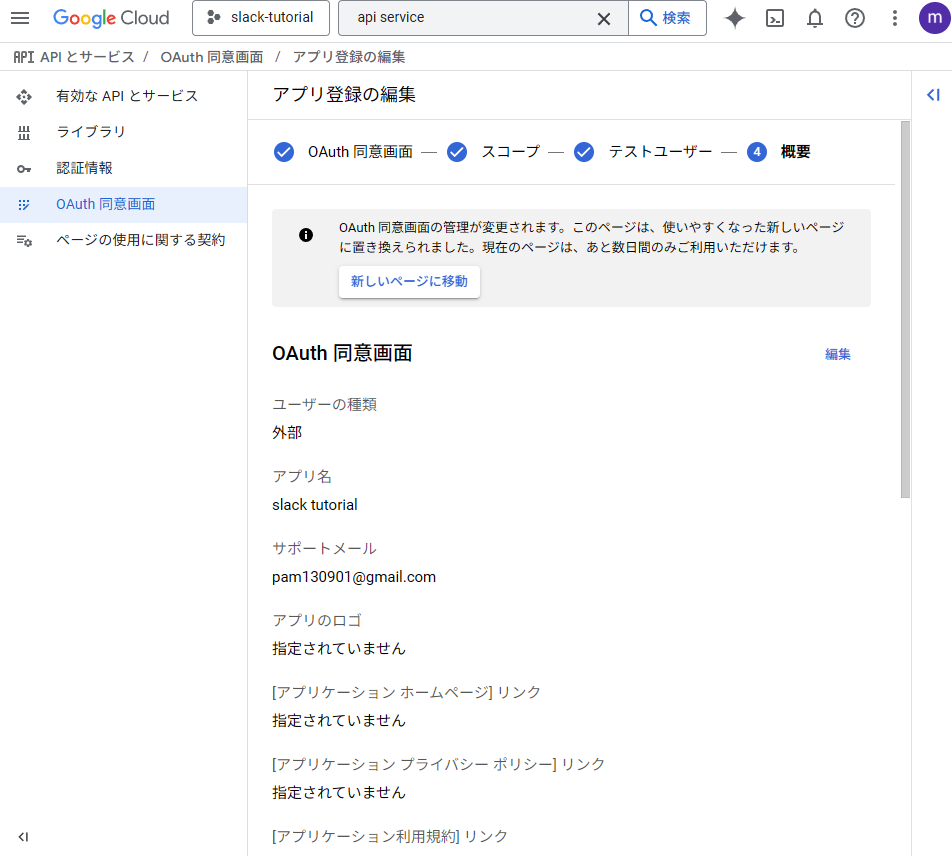 Google Cloud
slack-tutorial
api service
検索
m
API API とサービス / OAuth 同意画面 / アプリ登録の編集
有効な API とサービス
ライブラリ
認証情報
OAuth 同意画面
ページの使用に関する契約
アプリ登録の編集
OAuth 同意画面 — スコープ — テストユーザー — 4 概要
OAuth 同意画面の管理が変更されます。このページは、使いやすくなった新しいページ
に置き換えられました。現在のページは、あと数日間のみご利用いただけます。
新しいページに移動
OAuth 同意画面
編集
ユーザーの種類
外部
アプリ名
slack tutorial
サポートメール
pam130901@gmail.com
アプリのロゴ
指定されていません
[アプリケーション ホームページ] リンク
指定されていません
[アプリケーション プライバシー ポリシー] リンク
指定されていません
[アプリケーション利用規約] リンク